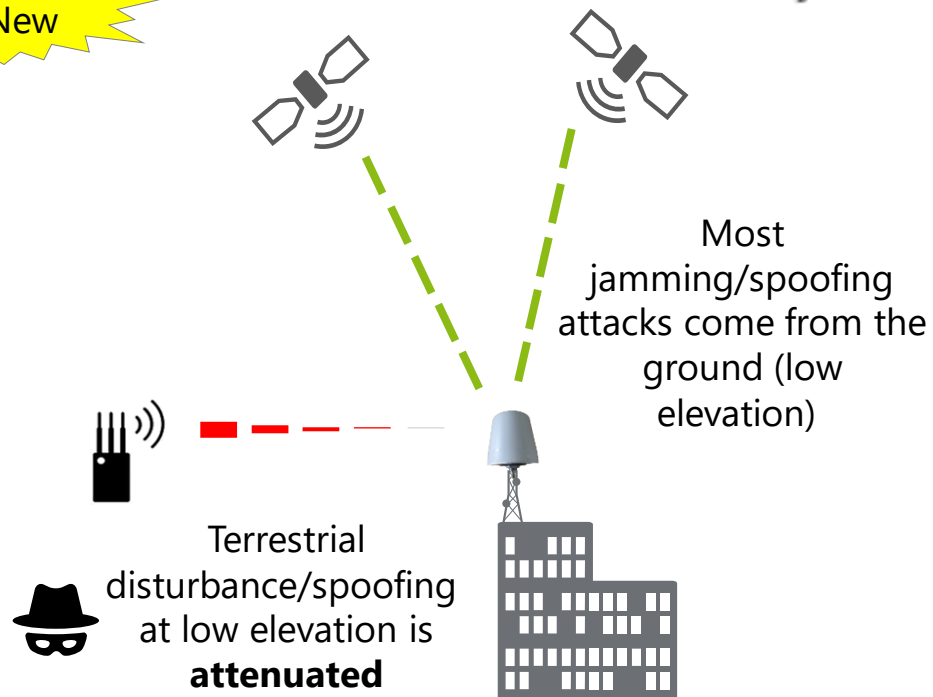 New
Most
jamming/spoofing
attacks come from the
ground (low
elevation)
Terrestrial
disturbance/spoofing
at low elevation is
attenuated